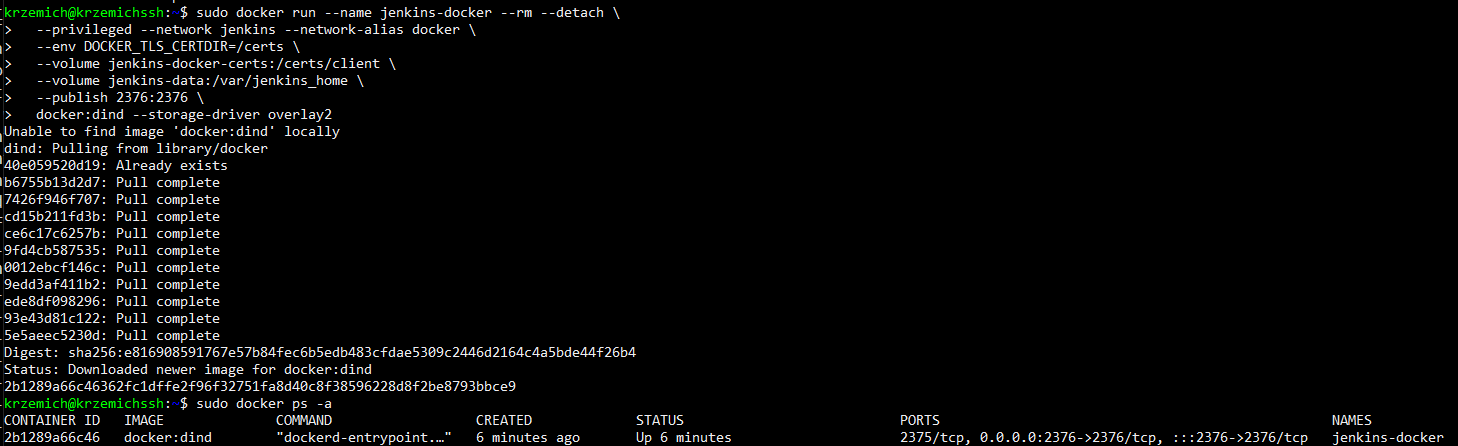 krzemich@krzemichssh:~$ sudo docker run --name jenkins-docker --rm --detach \
>   --privileged --network jenkins --network-alias docker \
>   --env DOCKER_TLS_CERTDIR=/certs \
>   --volume jenkins-docker-certs:/certs/client \
>   --volume jenkins-data:/var/jenkins_home \
>   --publish 2376:2376 \
>   docker:dind --storage-driver overlay2
Unable to find image 'docker:dind' locally
dind: Pulling from library/docker
40e059520d19: Already exists
b6755b13d2d7: Pull complete
7426f946f707: Pull complete
cd15b211fd3b: Pull complete
ce6c17c6257b: Pull complete
9fd4cb587535: Pull complete
0012ebcf146c: Pull complete
9edd3af411b2: Pull complete
ede8df098296: Pull complete
93e43d81c122: Pull complete
5e5aeec5230d: Pull complete
Digest: sha256:e816908591767e57b84fec6b5edb483cfdae5309c2446d2164c4a5bde44f26b4
Status: Downloaded newer image for docker:dind
2b1289a66c46362fc1dffe2f96f32751fa8d40c8f38596228d8f2be8793bbce9
krzemich@krzemichssh:~$ sudo docker ps -a
CONTAINER ID   IMAGE         COMMAND                  CREATED         STATUS         PORTS                                                 NAMES
2b1289a66c46   docker:dind   "dockerd-entrypoint.…"   6 minutes ago   Up 6 minutes   2375/tcp, 0.0.0.0:2376->2376/tcp, :::2376->2376/tcp   jenkins-docker